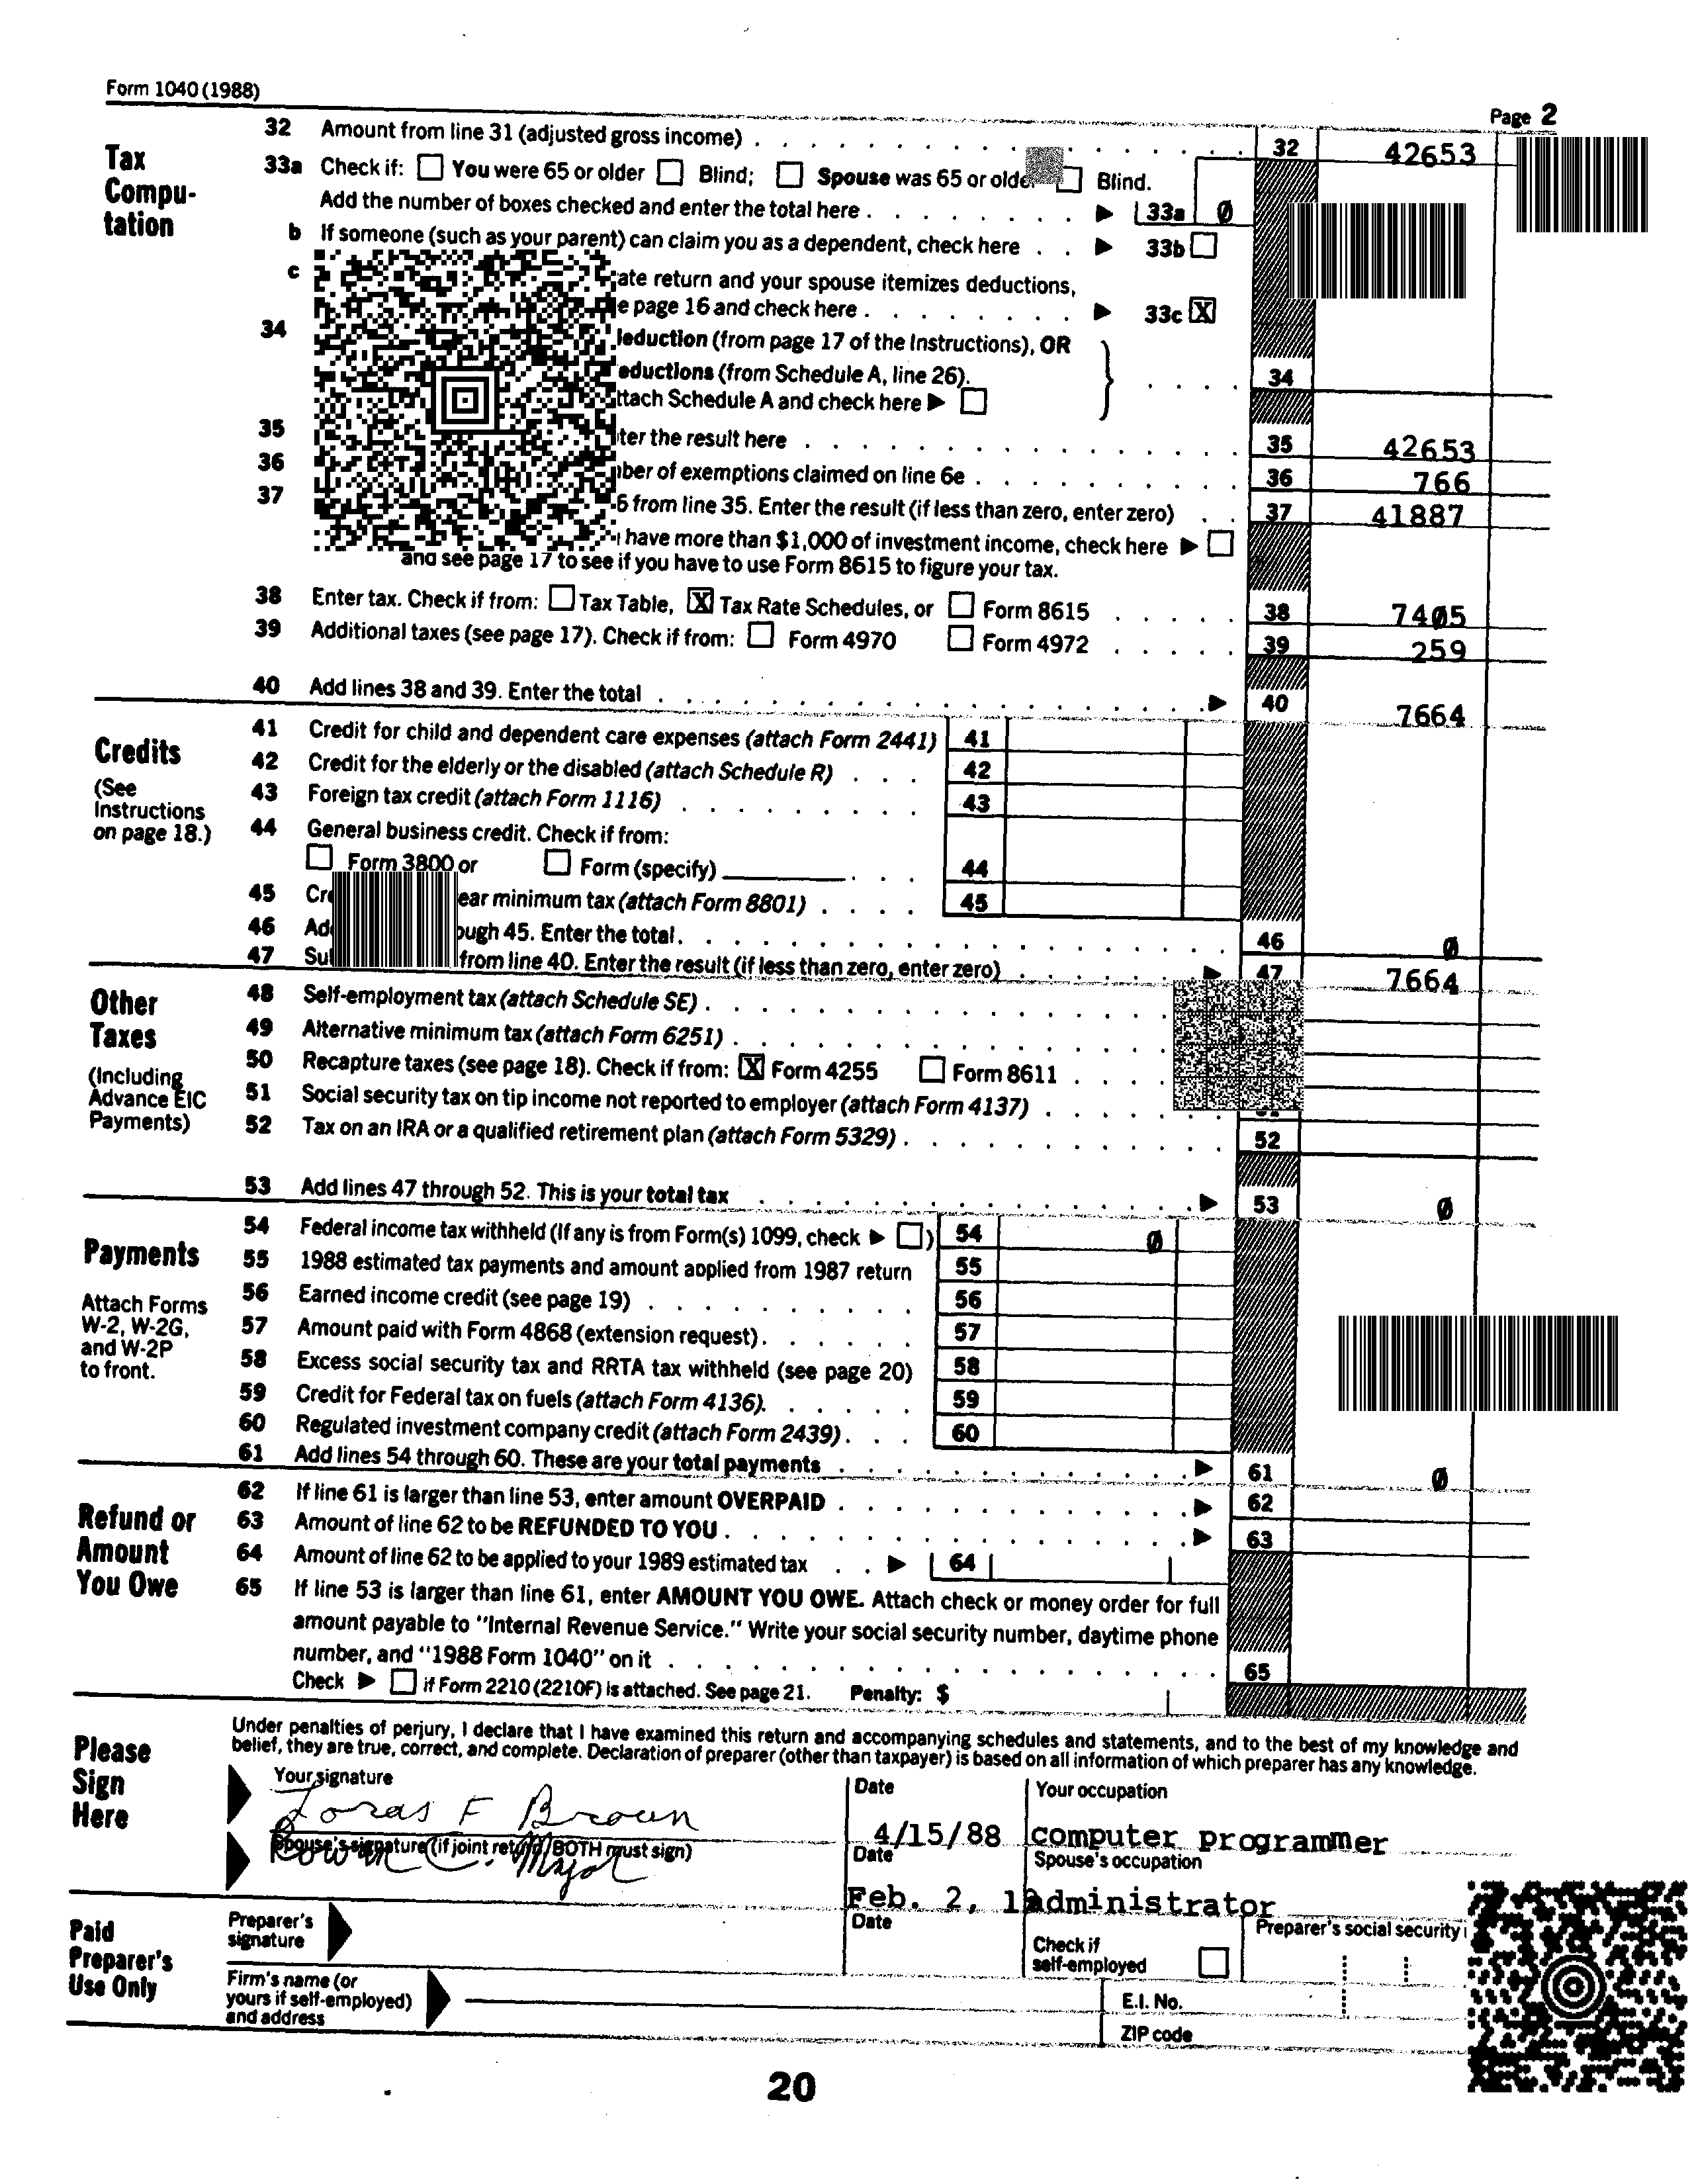 Form 1040 (1988)
Page 2
Tax Compu- tation
32 Amount from line 31 (adjusted gross income) 32 42653
33a Check if: You were 65 or older Blind; Spouse was 65 or older Blind.
Add the number of boxes checked and enter the total here 33a 0
b If someone (such as your parent) can claim you as a dependent, check here 33b
c ate return and your spouse itemizes deductions,
e page 16 and check here 33c X
34 eduction (from page 17 of the Instructions), OR
eductions (from Schedule A, line 26). 34
ttach Schedule A and check here
35 ter the result here 35 42653
36 ber of exemptions claimed on line 6e 36 766
37 6 from line 35. Enter the result (if less than zero, enter zero) 37 41887
have more than $1,000 of investment income, check here
and see page 17 to see if you have to use Form 8615 to figure your tax.
38 Enter tax. Check if from: Tax Table, X Tax Rate Schedules, or Form 8615 38 7405
39 Additional taxes (see page 17). Check if from: Form 4970 Form 4972 39 259
40 Add lines 38 and 39. Enter the total 40 7664
Credits
(See Instructions on page 18.)
41 Credit for child and dependent care expenses (attach Form 2441) 41
42 Credit for the elderly or the disabled (attach Schedule R) 42
43 Foreign tax credit (attach Form 1116) 43
44 General business credit. Check if from:
Form 3800 or Form (specify) 44
45 Cre ear minimum tax (attach Form 8801) 45
46 Ad ough 45. Enter the total. 46 0
47 Su from line 40. Enter the result (if less than zero, enter zero) 47 7664
Other Taxes
(Including Advance EIC Payments)
48 Self-employment tax (attach Schedule SE)
49 Alternative minimum tax (attach Form 6251)
50 Recapture taxes (see page 18). Check if from: X Form 4255 Form 8611
51 Social security tax on tip income not reported to employer (attach Form 4137)
52 Tax on an IRA or a qualified retirement plan (attach Form 5329) 52
53 Add lines 47 through 52. This is your total tax 53 0
Payments
Attach Forms W-2, W-2G, and W-2P to front.
54 Federal income tax withheld (If any is from Form(s) 1099, check ) 54 0
55 1988 estimated tax payments and amount applied from 1987 return 55
56 Earned income credit (see page 19) 56
57 Amount paid with Form 4868 (extension request) 57
58 Excess social security tax and RRTA tax withheld (see page 20) 58
59 Credit for Federal tax on fuels (attach Form 4136). 59
60 Regulated investment company credit (attach Form 2439) 60
61 Add lines 54 through 60. These are your total payments 61 0
Refund or Amount You Owe
62 If line 61 is larger than line 53, enter amount OVERPAID 62
63 Amount of line 62 to be REFUNDED TO YOU 63
64 Amount of line 62 to be applied to your 1989 estimated tax 64
65 If line 53 is larger than line 61, enter AMOUNT YOU OWE. Attach check or money order for full
amount payable to "Internal Revenue Service." Write your social security number, daytime phone
number, and "1988 Form 1040" on it 65
Check if Form 2210 (2210F) is attached. See page 21. Penalty: $
Please Sign Here
Under penalties of perjury, I declare that I have examined this return and accompanying schedules and statements, and to the best of my knowledge and
belief, they are true, correct, and complete. Declaration of preparer (other than taxpayer) is based on all information of which preparer has any knowledge.
Your signature Date Your occupation
Loras F Brown 4/15/88 computer programmer
Spouse's signature (if joint return, BOTH must sign) Date Spouse's occupation
C. Major Feb. 2, administrator
Paid Preparer's Use Only
Preparer's signature Date Check if self-employed Preparer's social security
Firm's name (or yours if self-employed) and address E.I. No.
ZIP code
20